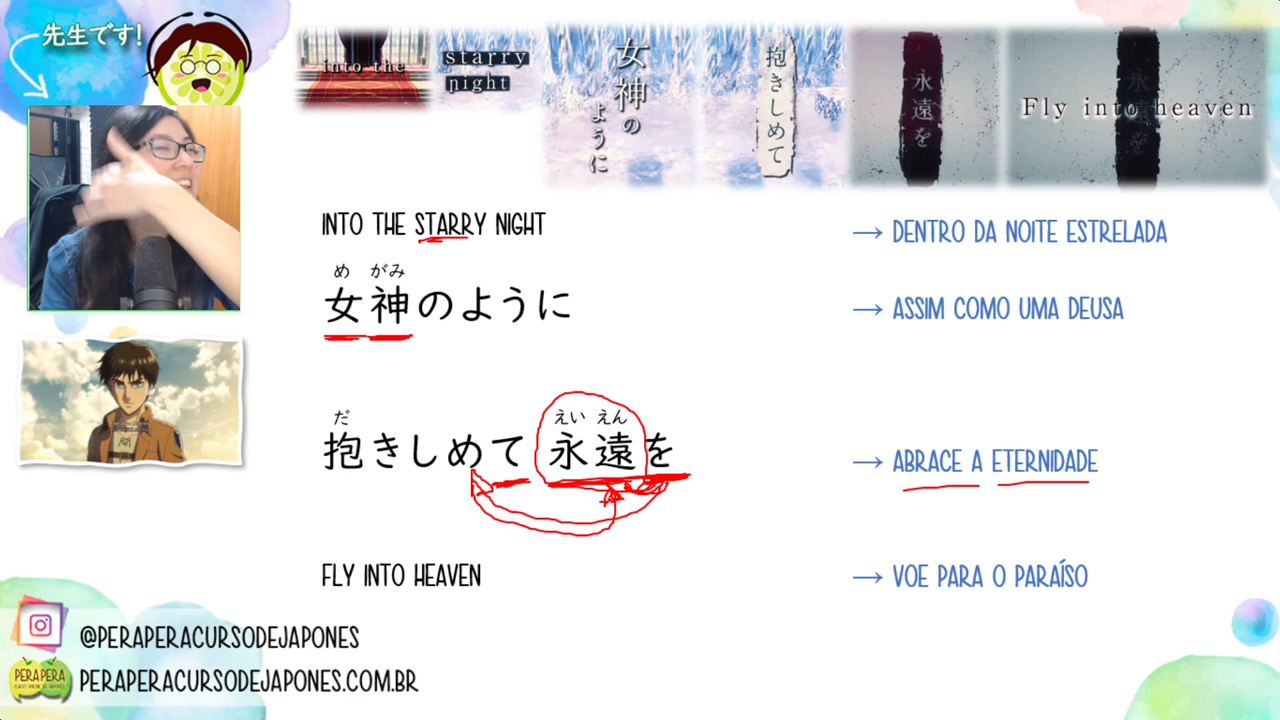 先生です!
into the
starry
night
女神の
ように
抱きしめて
永遠を
Fly into heaven
INTO THE STARRY NIGHT
→ DENTRO DA NOITE ESTRELADA
め がみ
女神のように
→ ASSIM COMO UMA DEUSA
だ えい えん
抱きしめて 永遠を
→ ABRACE A ETERNIDADE
FLY INTO HEAVEN
→ VOE PARA O PARAÍSO
@PERAPERACURSODEJAPONES
PERAPERA
PERAPERACURSODEJAPONES.COM.BR